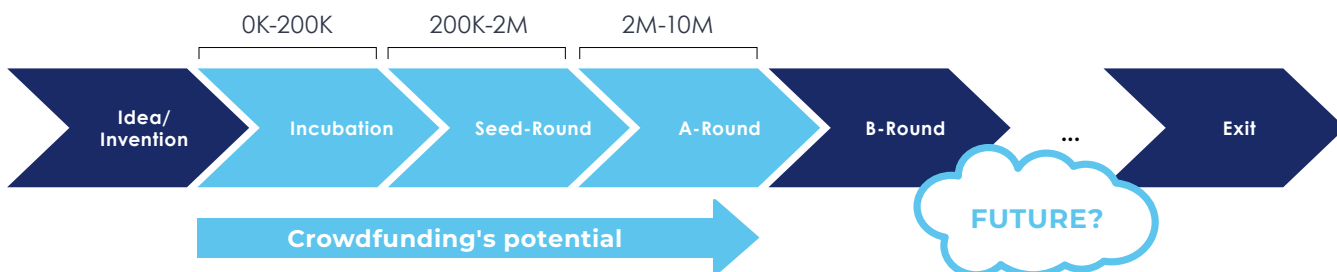 0K-200K
200K-2M
2M-10M
Idea/
Invention
Incubation
Seed-Round
A-Round
B-Round
...
Exit
Crowdfunding's potential
FUTURE?